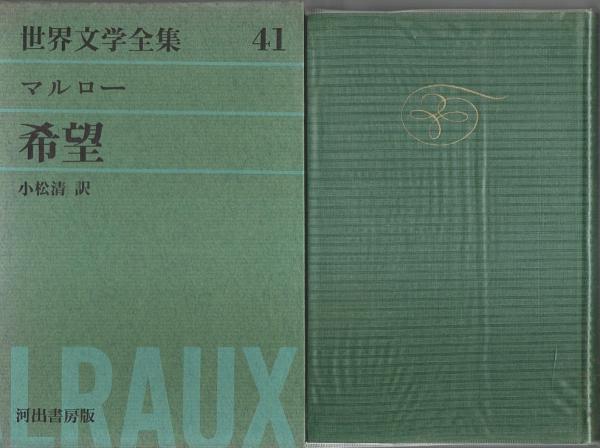 世界文学全集 41
マルロー
希望
小松清 訳
LRAUX
河出書房版